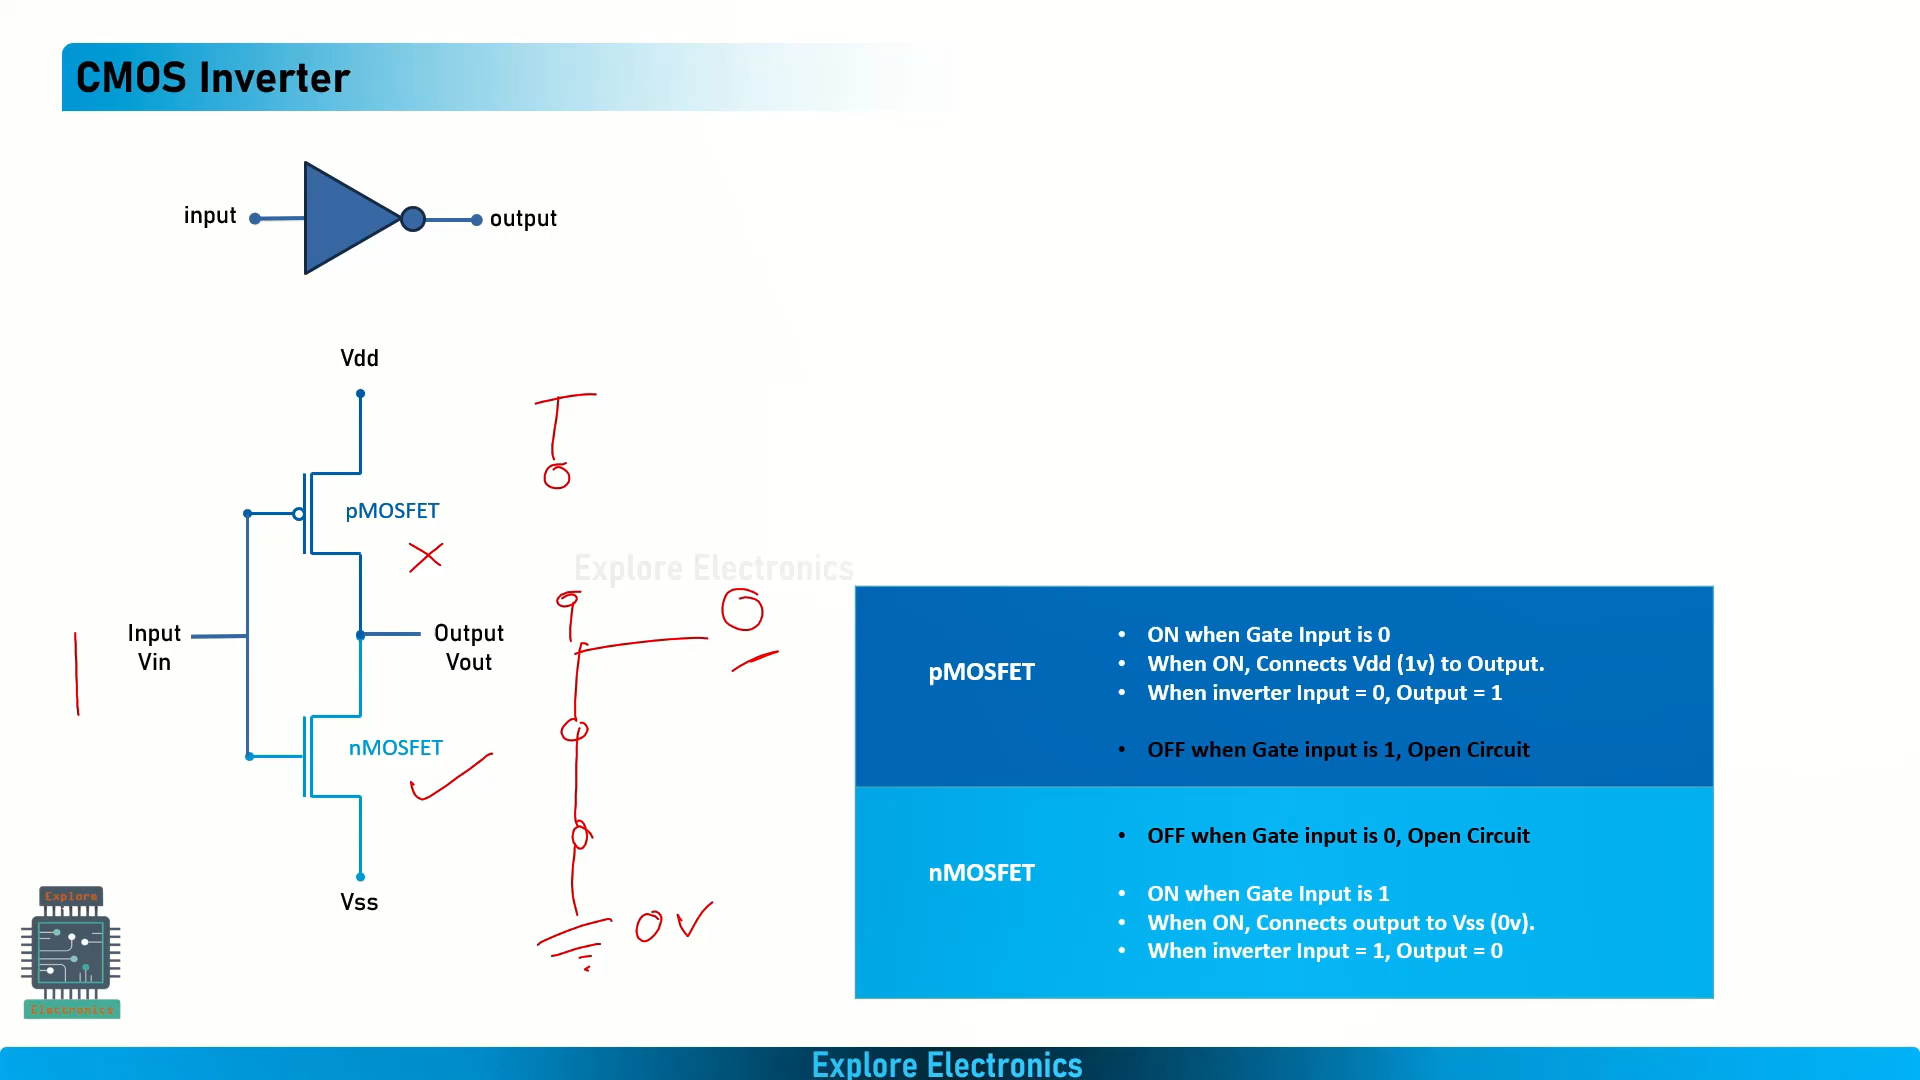 CMOS Inverter
input
output
Vdd
pMOSFET
Explore Electronics
O
Input
Vin
Output
Vout
1
nMOSFET
Vss
0V
pMOSFET
• ON when Gate Input is 0
• When ON, Connects Vdd (1v) to Output.
• When inverter Input = 0, Output = 1
• OFF when Gate input is 1, Open Circuit
nMOSFET
• OFF when Gate input is 0, Open Circuit
• ON when Gate Input is 1
• When ON, Connects output to Vss (0v).
• When inverter Input = 1, Output = 0
Explore
Electronics
Explore Electronics